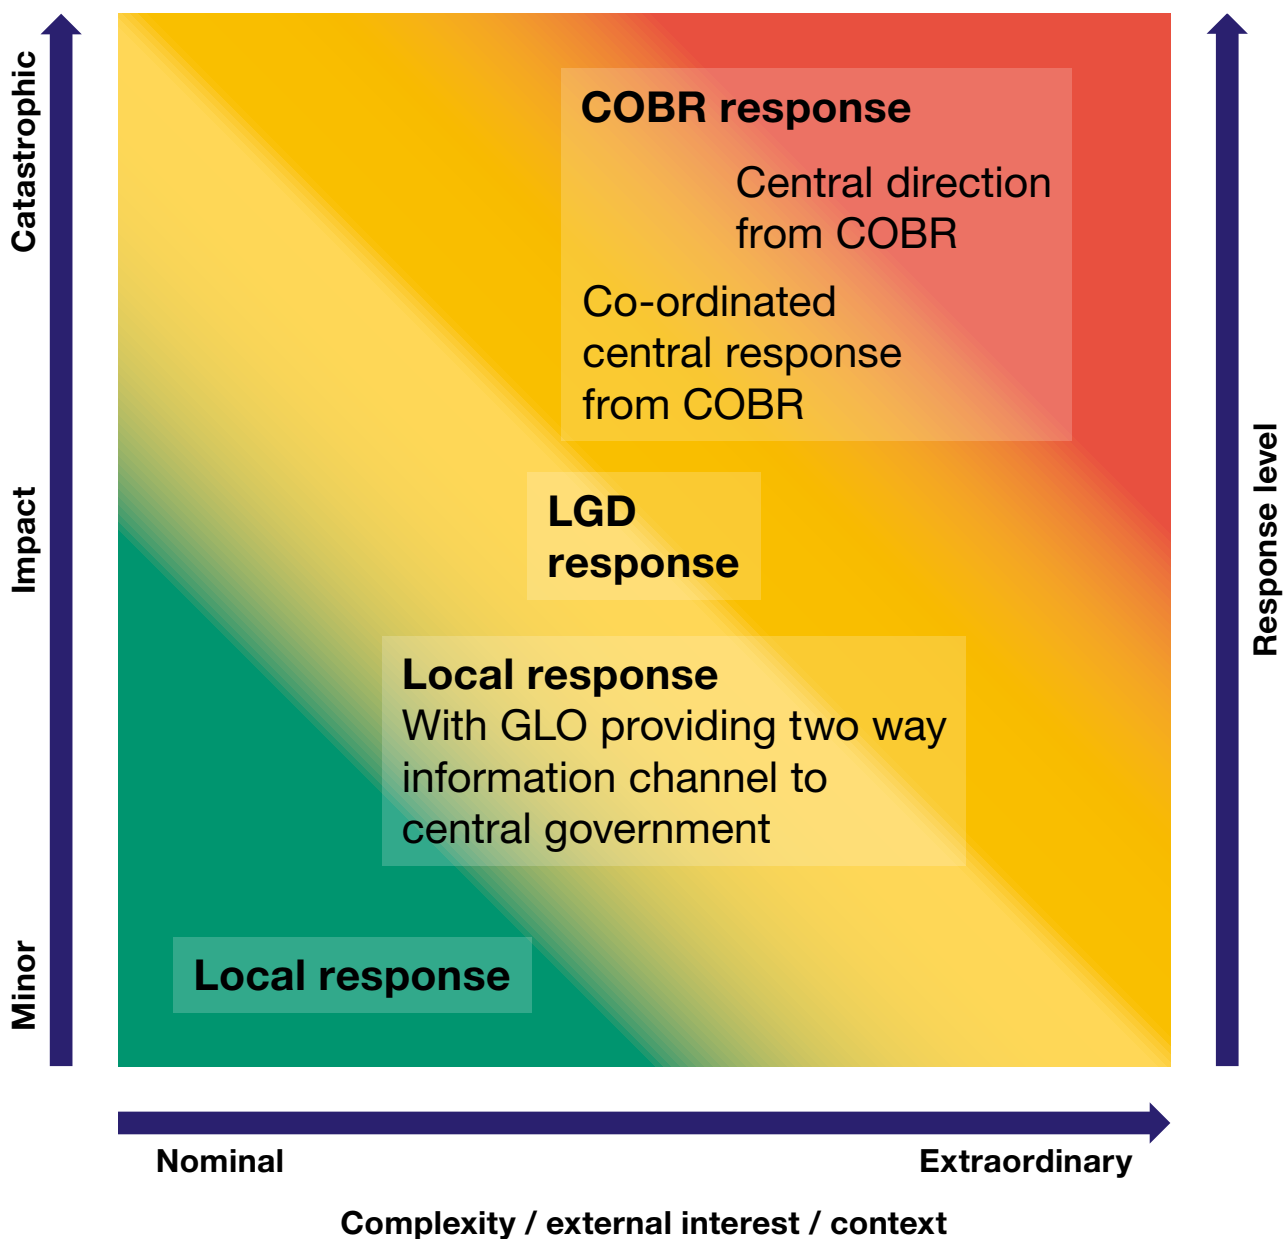 Catastrophic
Impact
Minor
COBR response
Central direction
from COBR
Co-ordinated
central response
from COBR
LGD
response
Local response
With GLO providing two way
information channel to
central government
Local response
Response level
Nominal
Extraordinary
Complexity / external interest / context